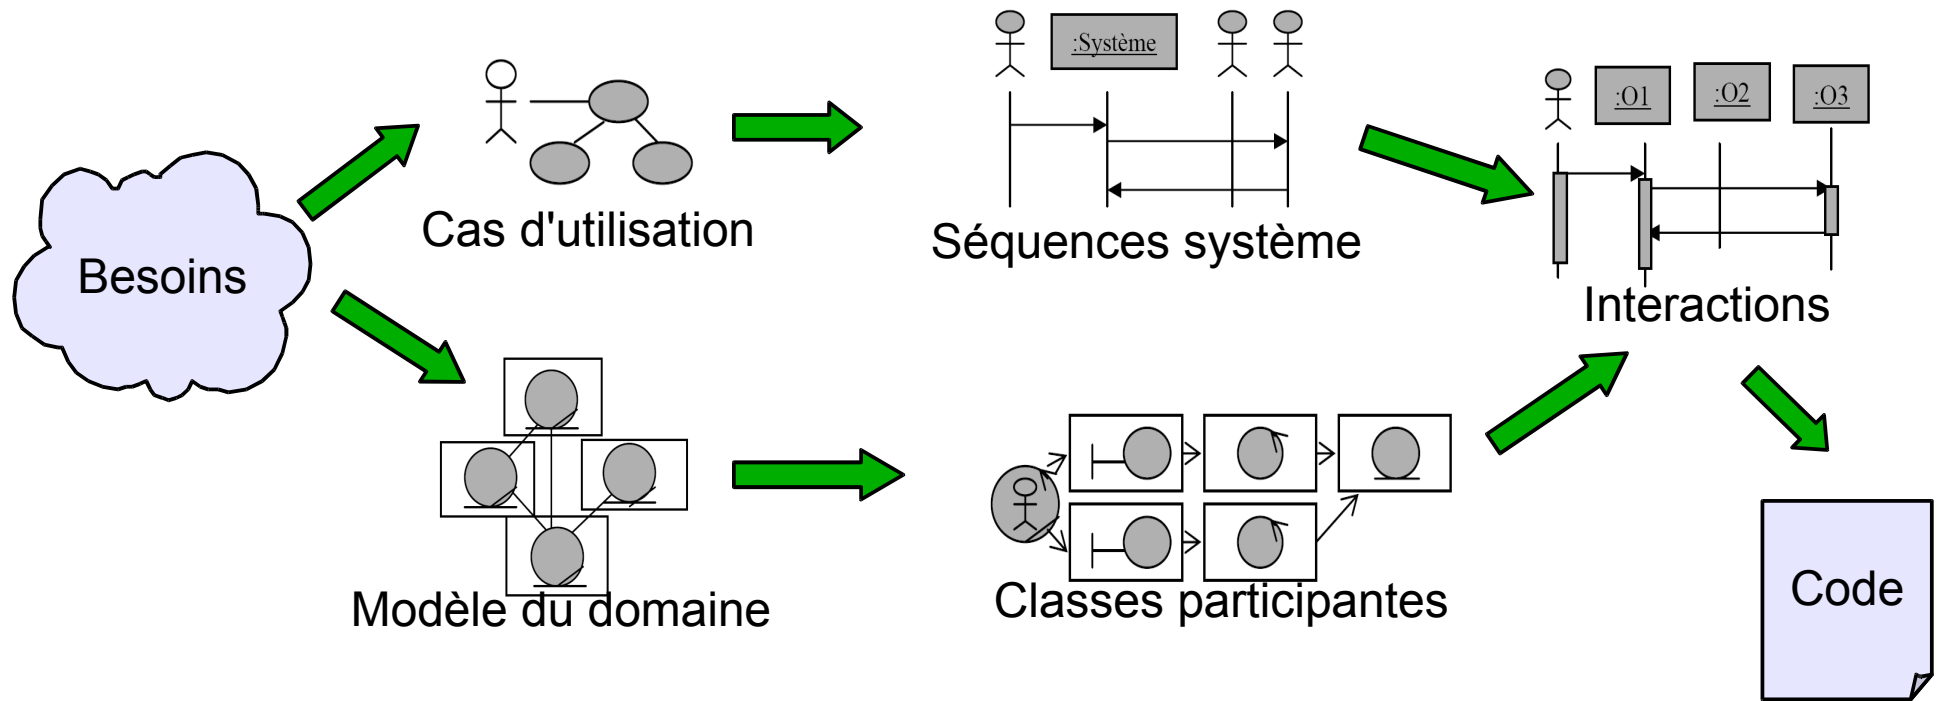 :Système
:O1
:O2
:O3
Cas d'utilisation
Séquences système
Besoins
Interactions
Modèle du domaine
Classes participantes
Code